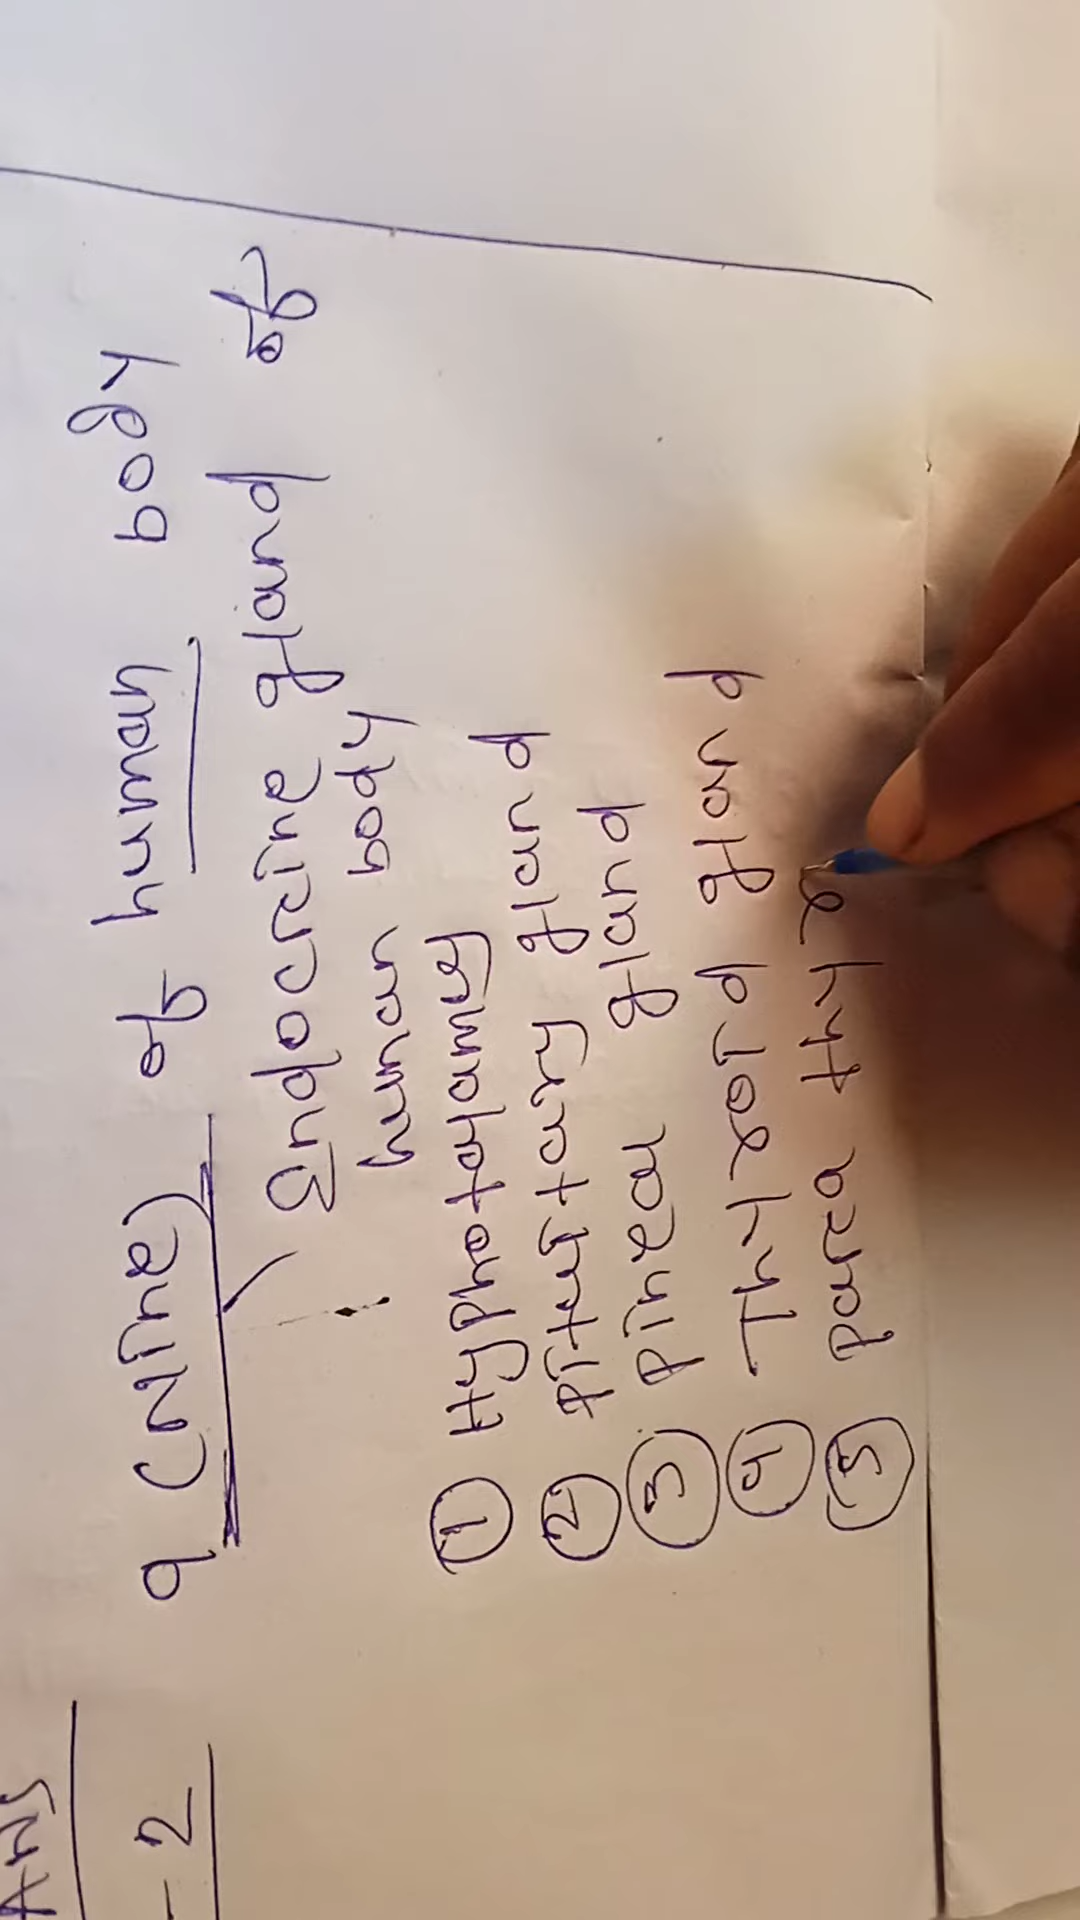 Ans
- 2
9 (Nine) of human body
Endocrine gland of
human body
① Hyphotalamus
② Pituitary gland
③ Pineal gland
④ Thyroid gland
⑤ para thyr